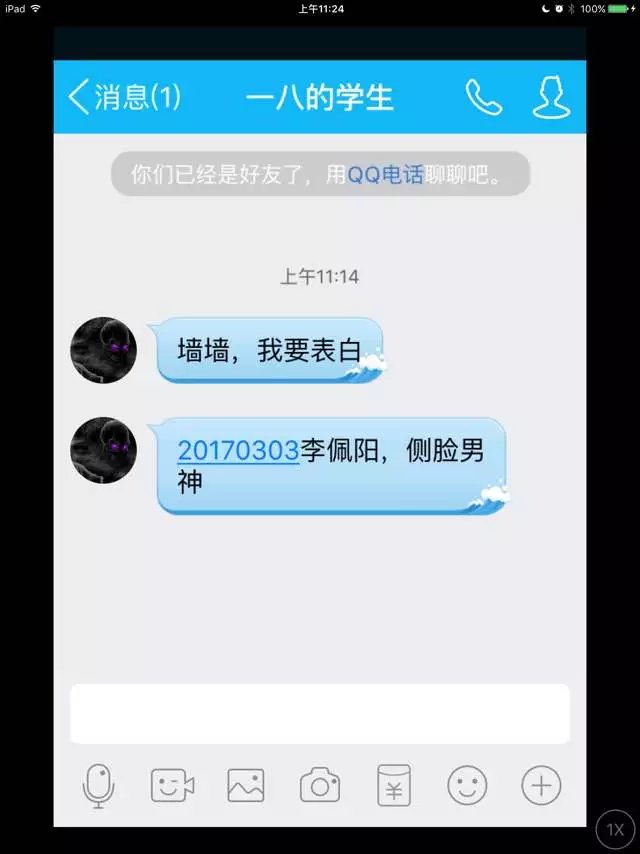 iPad 上午11:24 100%
消息(1) 一八的学生
你们已经是好友了，用QQ电话聊聊吧。
上午11:14
墙墙，我要表白
20170303李佩阳，侧脸男
神
¥
1X